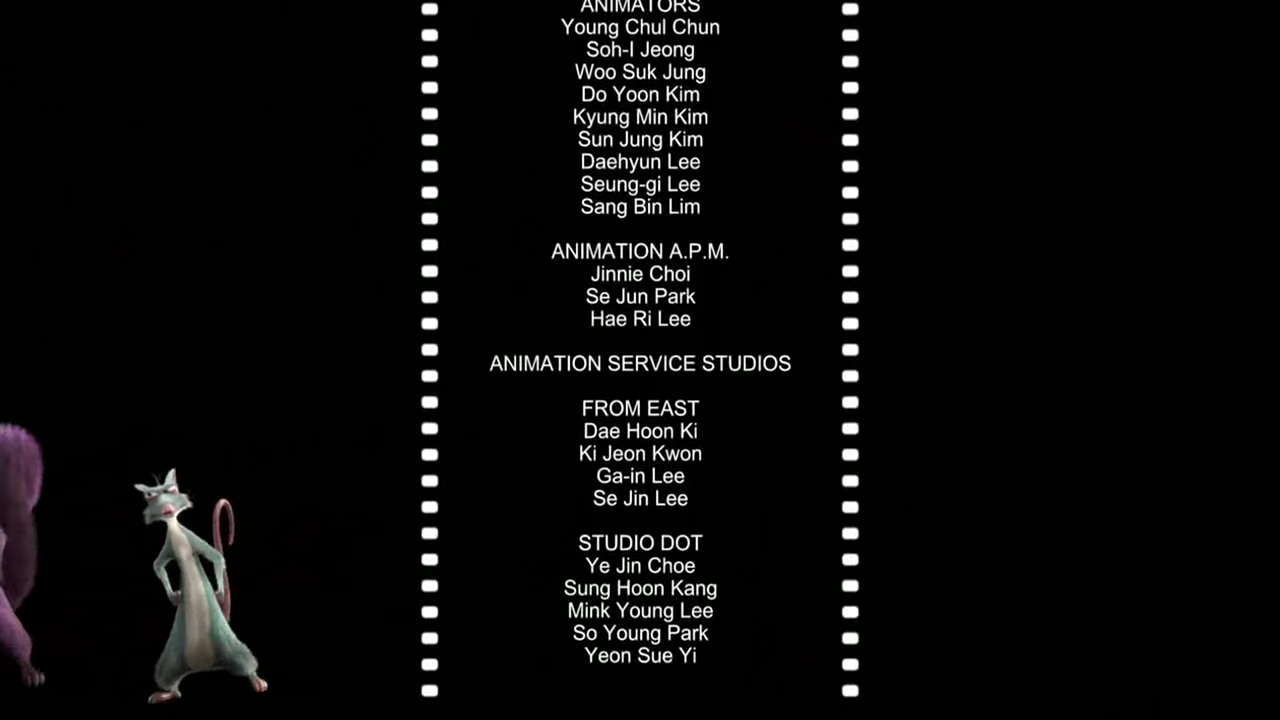 ANIMATORS
Young Chul Chun
Soh-I Jeong
Woo Suk Jung
Do Yoon Kim
Kyung Min Kim
Sun Jung Kim
Daehyun Lee
Seung-gi Lee
Sang Bin Lim
ANIMATION A.P.M.
Jinnie Choi
Se Jun Park
Hae Ri Lee
ANIMATION SERVICE STUDIOS
FROM EAST
Dae Hoon Ki
Ki Jeon Kwon
Ga-in Lee
Se Jin Lee
STUDIO DOT
Ye Jin Choe
Sung Hoon Kang
Mink Young Lee
So Young Park
Yeon Sue Yi